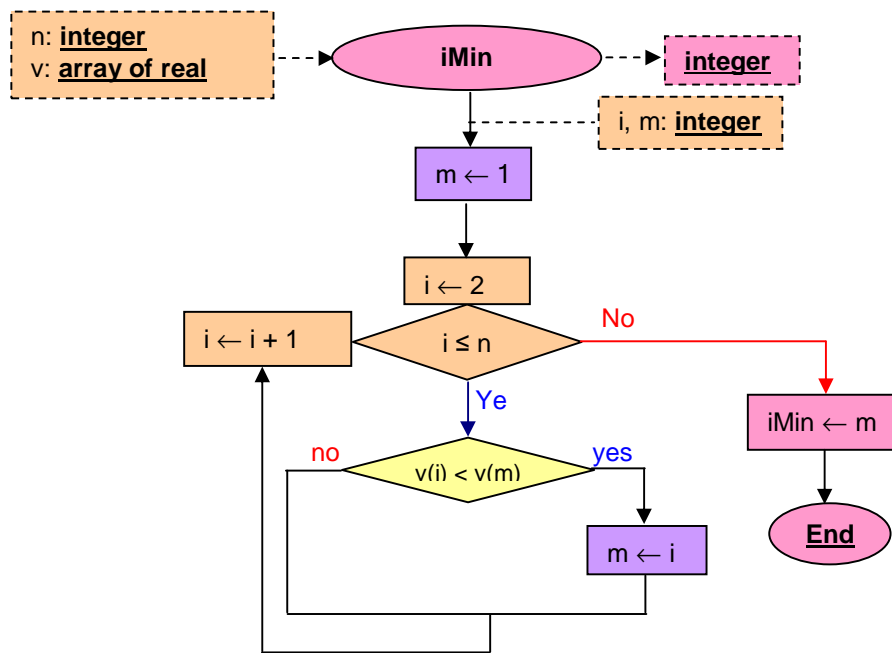 n: integer
v: array of real
iMin
integer
i, m: integer
m ← 1
i ← 2
i ← i + 1
i ≤ n
No
Ye
iMin ← m
no
v(i) < v(m)
yes
m ← i
End